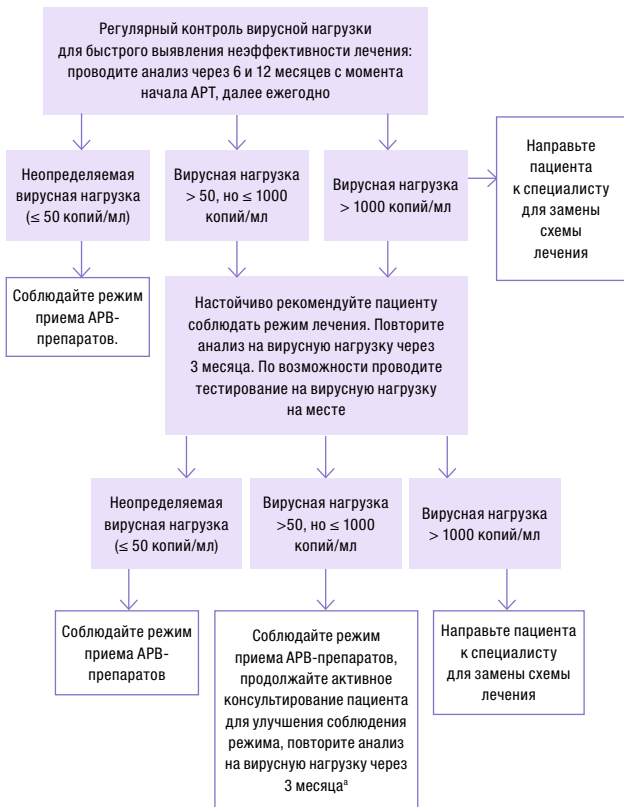 Регулярный контроль вирусной нагрузки
для быстрого выявления неэффективности лечения:
проводите анализ через 6 и 12 месяцев с момента
начала АРТ, далее ежегодно
Неопределяемая
вирусная нагрузка
(≤ 50 копий/мл)
Вирусная нагрузка
> 50, но ≤ 1000
копий/мл
Вирусная нагрузка
> 1000 копий/мл
Направьте
пациента
к специалисту
для замены
схемы
лечения
Соблюдайте режим
приема АРВ-
препаратов.
Настойчиво рекомендуйте пациенту
соблюдать режим лечения. Повторите
анализ на вирусную нагрузку через
3 месяца. По возможности проводите
тестирование на вирусную нагрузку
на месте
Неопределяемая
вирусная нагрузка
(≤ 50 копий/мл)
Вирусная нагрузка
>50, но ≤ 1000
копий/мл
Вирусная нагрузка
> 1000 копий/мл
Соблюдайте режим
приема АРВ-
препаратов
Соблюдайте режим
приема АРВ-препаратов,
продолжайте активное
консультирование пациента
для улучшения соблюдения
режима, повторите анализ
на вирусную нагрузку через
3 месяцаᵃ
Направьте пациента
к специалисту
для замены схемы
лечения